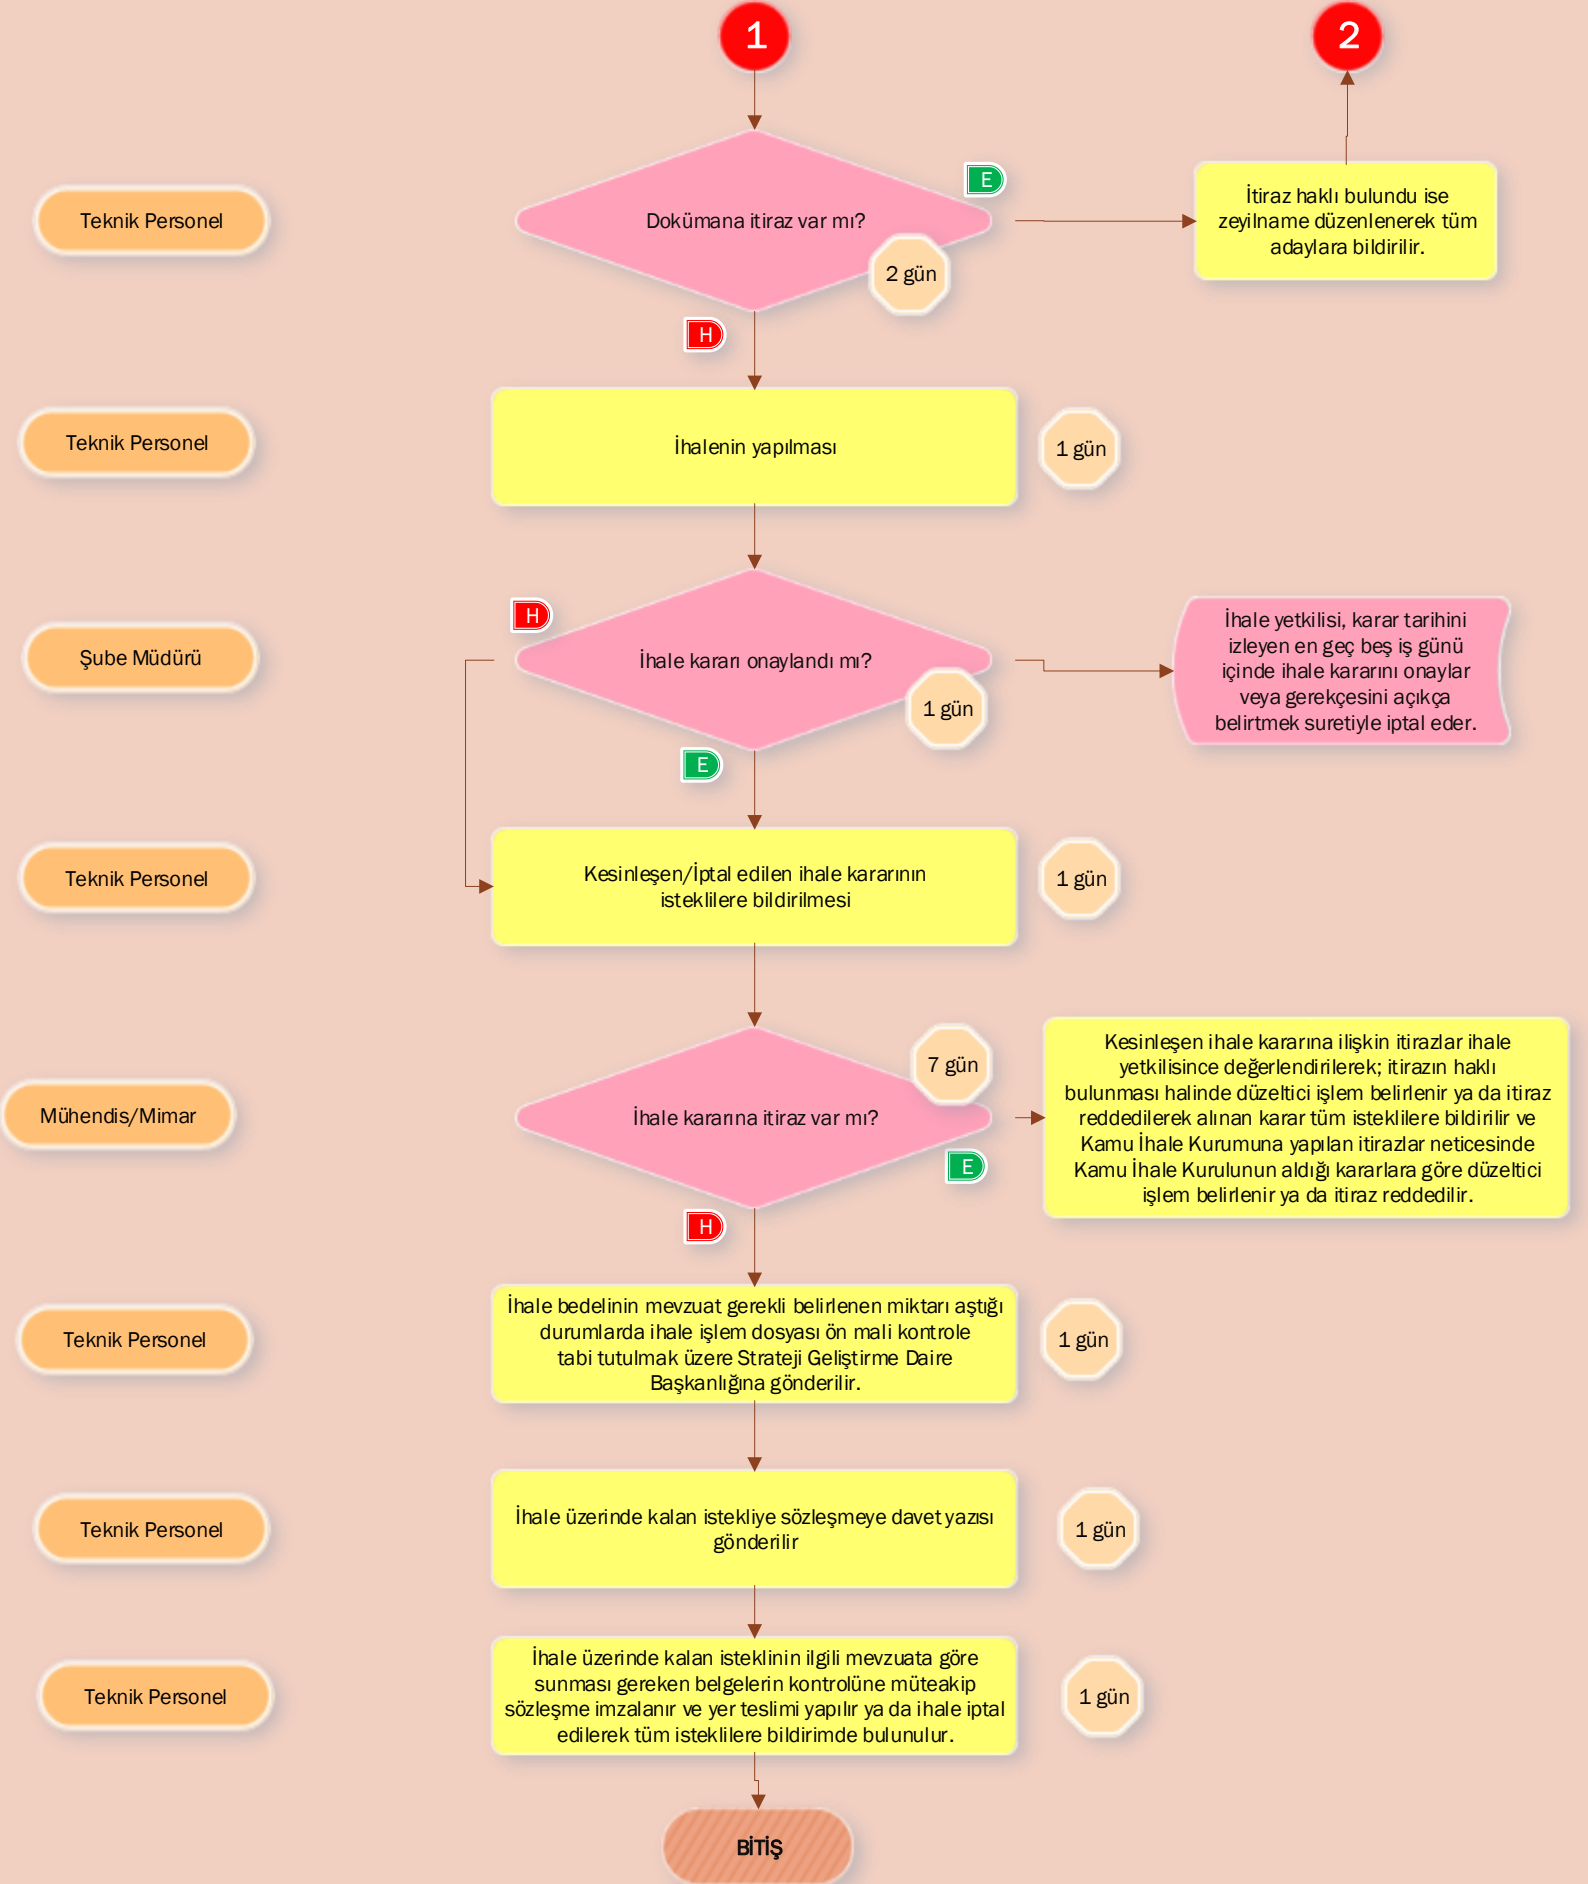 1
2
E
Teknik Personel
Dokümana itiraz var mı?
2 gün
İtiraz haklı bulundu ise
zeyilname düzenlenerek tüm
adaylara bildirilir.
H
Teknik Personel
İhalenin yapılması
1 gün
H
Şube Müdürü
İhale kararı onaylandı mı?
1 gün
İhale yetkilisi, karar tarihini
izleyen en geç beş iş günü
içinde ihale kararını onaylar
veya gerekçesini açıkça
belirtmek suretiyle iptal eder.
E
Teknik Personel
Kesinleşen/İptal edilen ihale kararının
isteklilere bildirilmesi
1 gün
Mühendis/Mimar
İhale kararına itiraz var mı?
7 gün
E
Kesinleşen ihale kararına ilişkin itirazlar ihale
yetkilisince değerlendirilerek; itirazın haklı
bulunması halinde düzeltici işlem belirlenir ya da itiraz
reddedilerek alınan karar tüm isteklilere bildirilir ve
Kamu İhale Kurumuna yapılan itirazlar neticesinde
Kamu İhale Kurulunun aldığı kararlara göre düzeltici
işlem belirlenir ya da itiraz reddedilir.
H
Teknik Personel
İhale bedelinin mevzuat gerekli belirlenen miktarı aştığı
durumlarda ihale işlem dosyası ön mali kontrole
tabi tutulmak üzere Strateji Geliştirme Daire
Başkanlığına gönderilir.
1 gün
Teknik Personel
İhale üzerinde kalan istekliye sözleşmeye davet yazısı
gönderilir
1 gün
Teknik Personel
İhale üzerinde kalan isteklinin ilgili mevzuata göre
sunması gereken belgelerin kontrolüne müteakip
sözleşme imzalanır ve yer teslimi yapılır ya da ihale iptal
edilerek tüm isteklilere bildirimde bulunulur.
1 gün
BİTİŞ